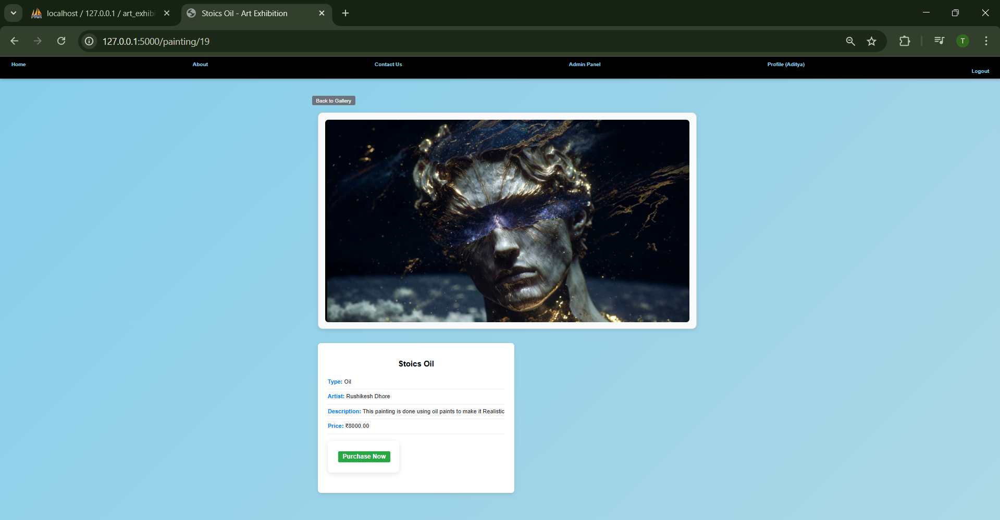 localhost / 127.0.0.1 / art_exhibi
Stoics Oil - Art Exhibition
127.0.0.1:5000/painting/19
T
Home
About
Contact Us
Admin Panel
Profile (Aditya)
Logout
Back to Gallery
Stoics Oil
Type: Oil
Artist: Rushikesh Dhore
Description: This painting is done using oil paints to make it Realistic
Price: ₹8000.00
Purchase Now